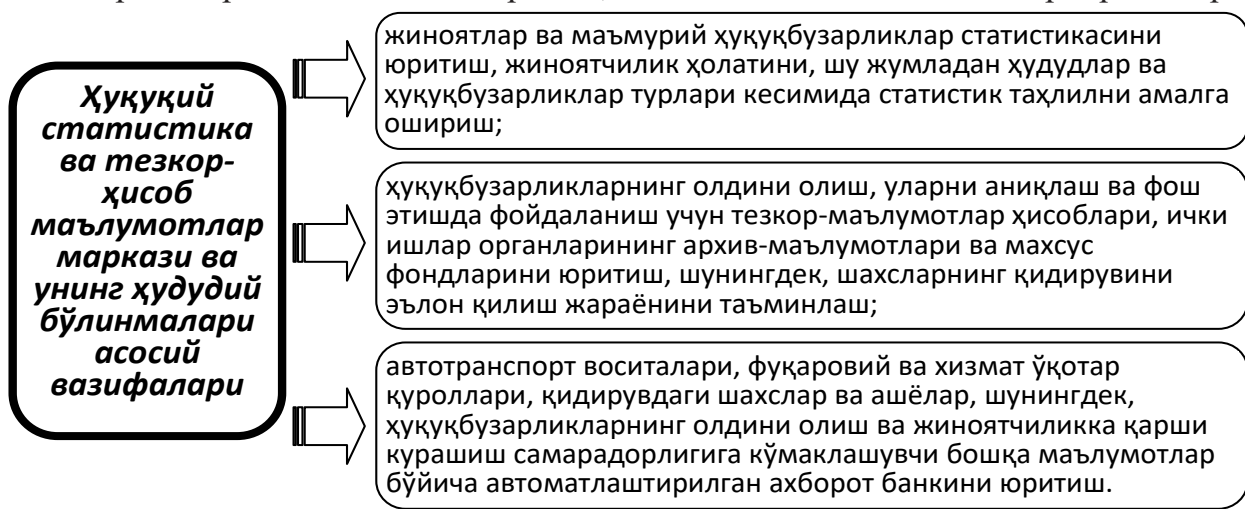 Ҳуқуқий
статистика
ва тезкор-
ҳисоб
маълумотлар
маркази ва
унинг ҳудудий
бўлинмалари
асосий
вазифалари
жиноятлар ва маъмурий ҳуқуқбузарликлар статистикасини
юритиш, жиноятчилик ҳолатини, шу жумладан ҳудудлар ва
ҳуқуқбузарликлар турлари кесимида статистик таҳлилни амалга
ошириш;
ҳуқуқбузарликларнинг олдини олиш, уларни аниқлаш ва фош
этишда фойдаланиш учун тезкор-маълумотлар ҳисоблари, ички
ишлар органларининг архив-маълумотлари ва махсус
фондларини юритиш, шунингдек, шахсларнинг қидирувини
эълон қилиш жараёнини таъминлаш;
автотранспорт воситалари, фуқаровий ва хизмат ўқотар
қуроллари, қидирувдаги шахслар ва ашёлар, шунингдек,
ҳуқуқбузарликларнинг олдини олиш ва жиноятчиликка қарши
курашиш самарадорлигига кўмаклашувчи бошқа маълумотлар
бўйича автоматлаштирилган ахборот банкини юритиш.